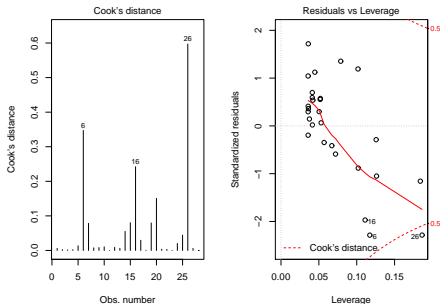 Cook's distance
Cook's distance
0.0 0.1 0.2 0.3 0.4 0.5 0.6
6
16
26
0 5 10 15 20 25
Obs. number
Residuals vs Leverage
Standardized residuals
-2 -1 0 1 2
0.5
0.5
16
6
26
Cook's distance
0.00 0.05 0.10 0.15
Leverage